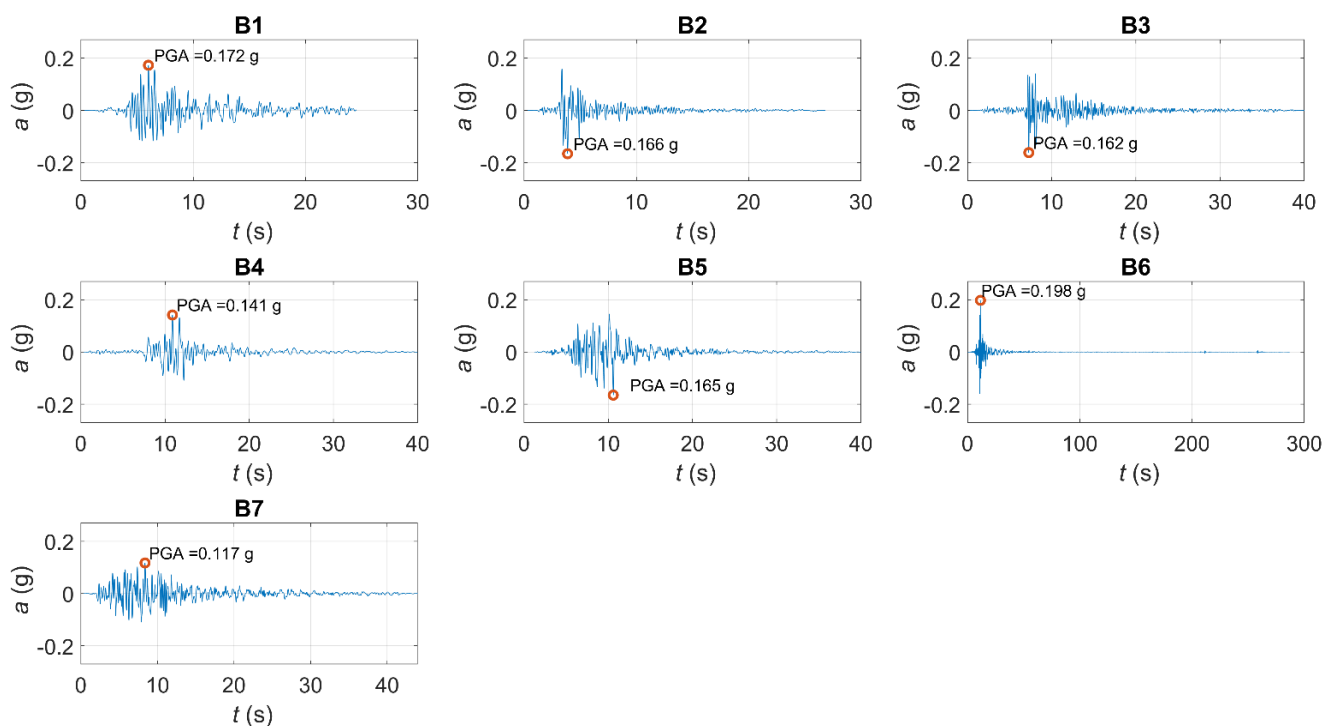 B1
PGA =0.172 g
0.2
0
-0.2
a (g)
0 10 20 30
t (s)
B2
PGA =0.166 g
0.2
0
-0.2
a (g)
0 10 20 30
t (s)
B3
PGA =0.162 g
0.2
0
-0.2
a (g)
0 10 20 30 40
t (s)
B4
PGA =0.141 g
0.2
0
-0.2
a (g)
0 10 20 30 40
t (s)
B5
PGA =0.165 g
0.2
0
-0.2
a (g)
0 10 20 30 40
t (s)
B6
PGA =0.198 g
0.2
0
-0.2
a (g)
0 100 200 300
t (s)
B7
PGA =0.117 g
0.2
0
-0.2
a (g)
0 10 20 30 40
t (s)